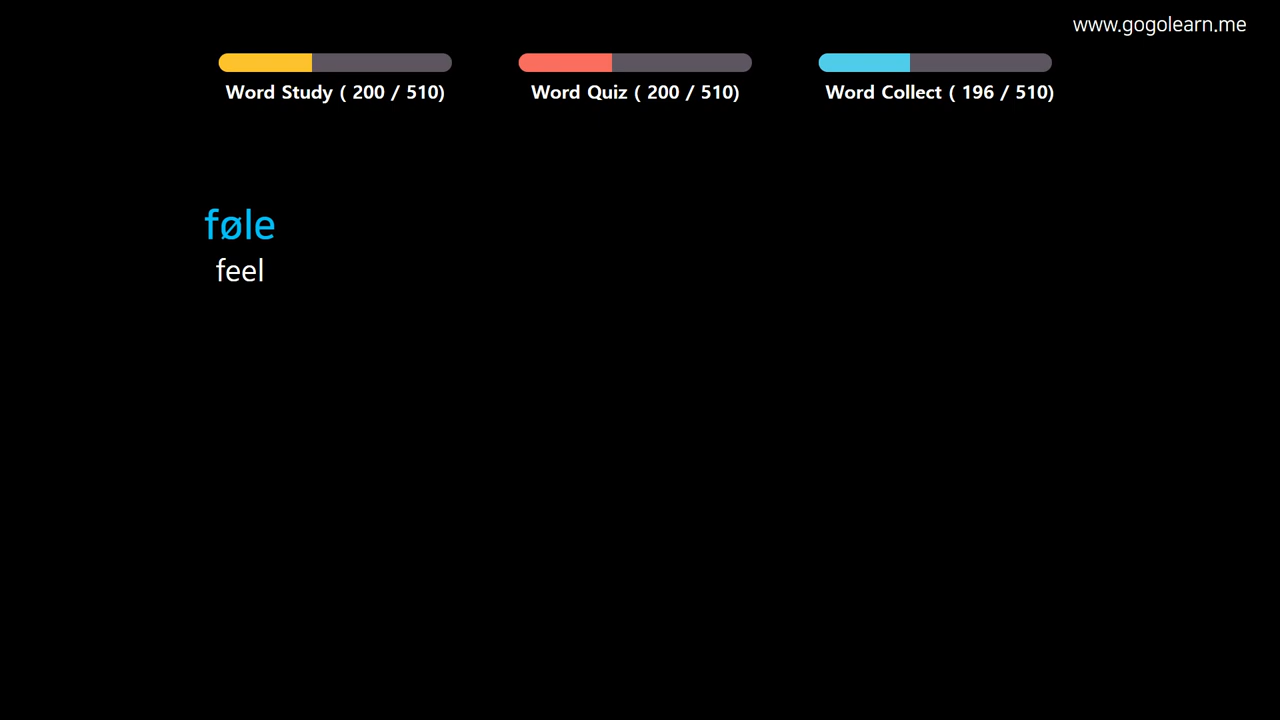 www.gogolearn.me
Word Study ( 200 / 510)
Word Quiz ( 200 / 510)
Word Collect ( 196 / 510)
føle
feel